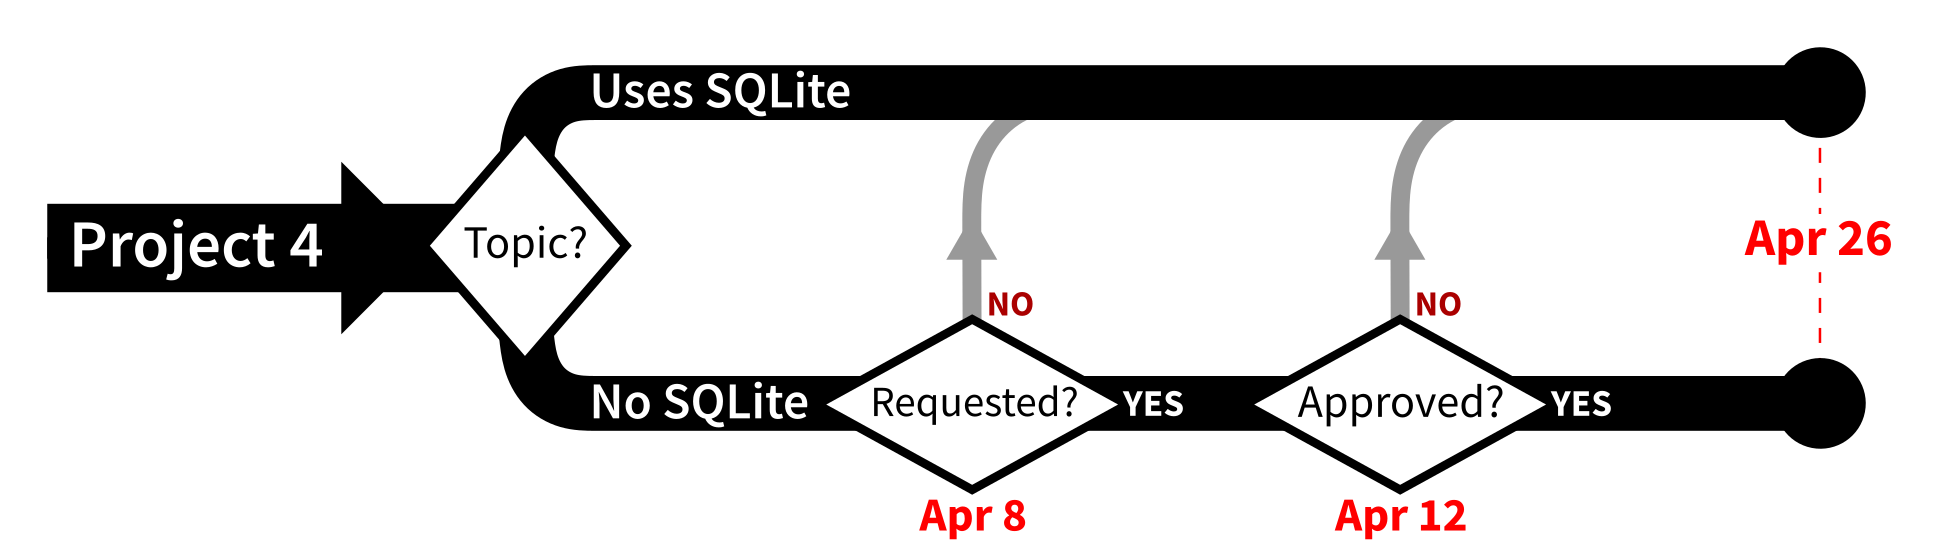 Uses SQLite
Project 4
Topic?
Apr 26
NO
NO
No SQLite
Requested?
YES
Approved?
YES
Apr 8
Apr 12